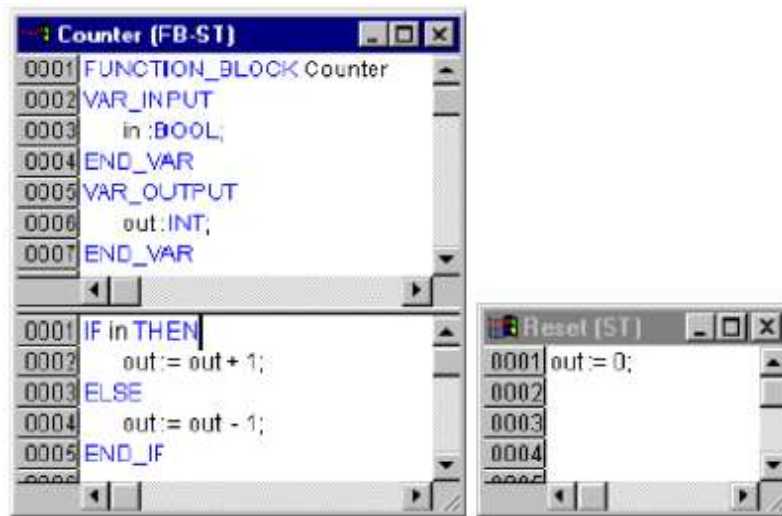 Counter (FB-ST)
0001 FUNCTION_BLOCK Counter
0002 VAR_INPUT
0003 in :BOOL;
0004 END_VAR
0005 VAR_OUTPUT
0006 out:INT;
0007 END_VAR
0001 IF in THEN
0002 out:= out + 1;
0003 ELSE
0004 out:= out - 1;
0005 END_IF
Reset (ST)
0001 out:= 0;
0002
0003
0004